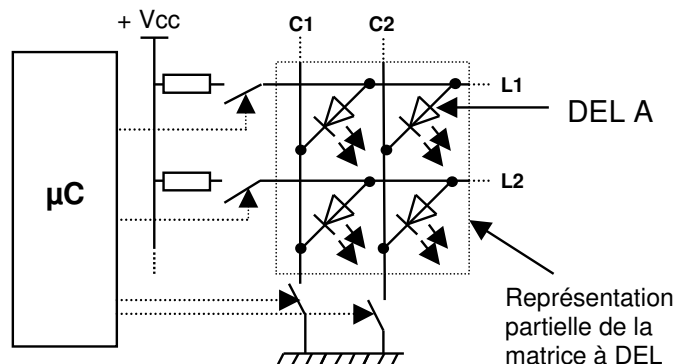 + Vcc
C1
C2
L1
DEL A
L2
µC
Représentation
partielle de la
matrice à DEL